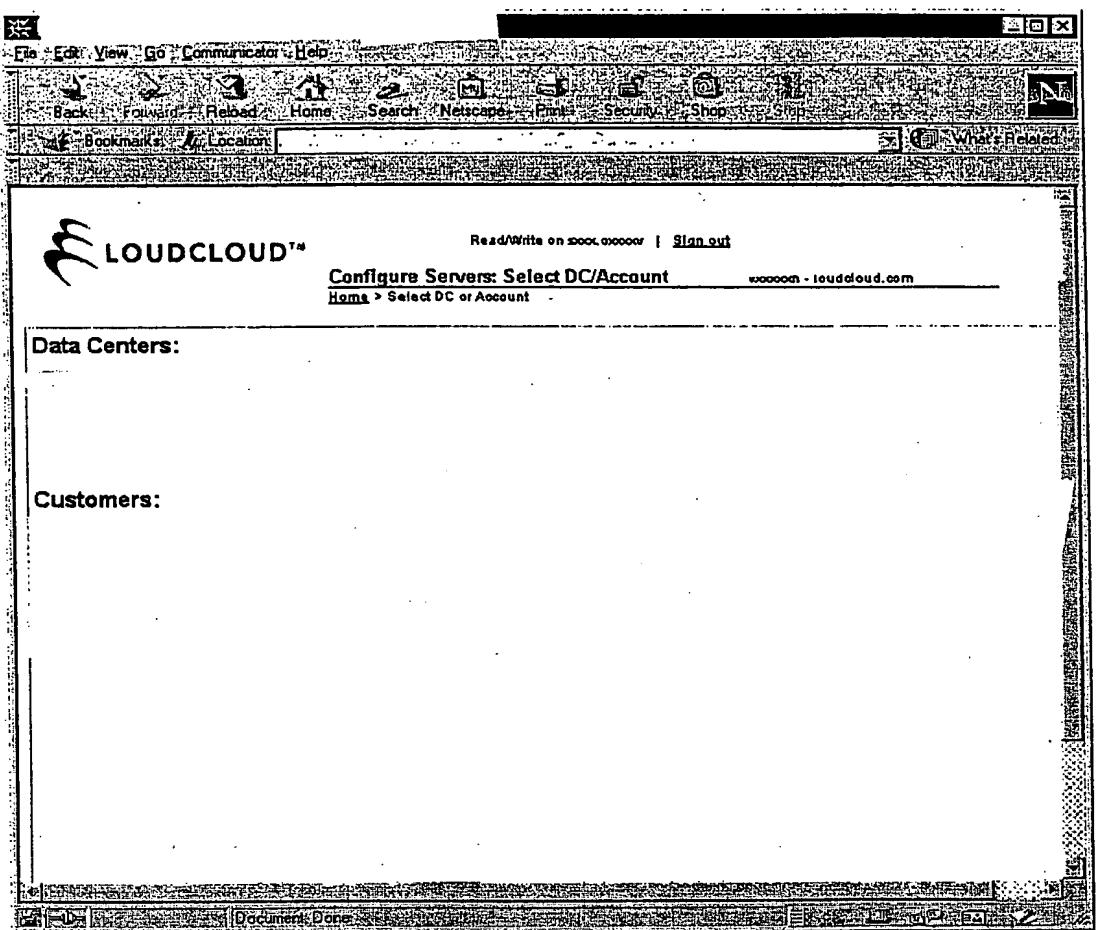 File Edit View Go Communicator Help
Back Forward Reload Home Search Netscape Print Security Shop Stop
My
N
Bookmarks Location: What's Related
LOUDCLOUD™
Read/Write on | Sign out
Configure Servers: Select DC/Account - loudcloud.com
Home > Select DC or Account
Data Centers:
Customers:
Document: Done